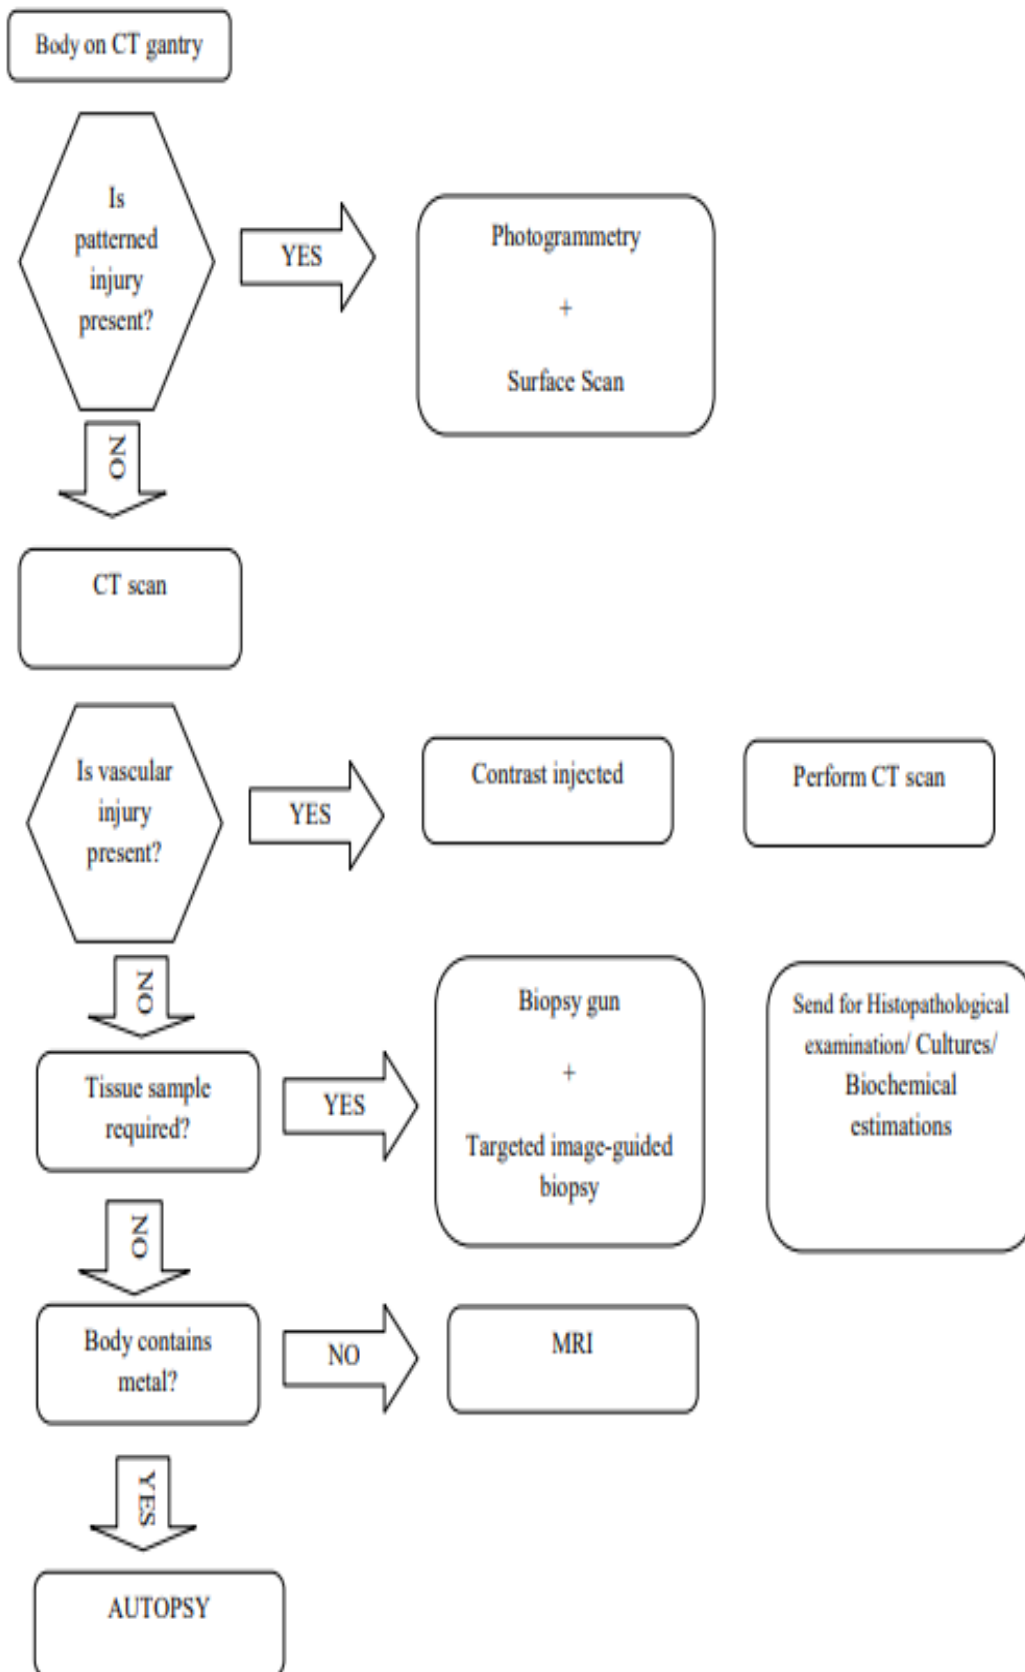 Body on CT gantry
Is
patterned
injury
present?
YES
Photogrammetry
+
Surface Scan
NO
CT scan
Is vascular
injury
present?
YES
Contrast injected
Perform CT scan
NO
Tissue sample
required?
YES
Biopsy gun
+
Targeted image-guided
biopsy
Send for Histopathological
examination/ Cultures/
Biochemical
estimations
NO
Body contains
metal?
NO
MRI
YES
AUTOPSY